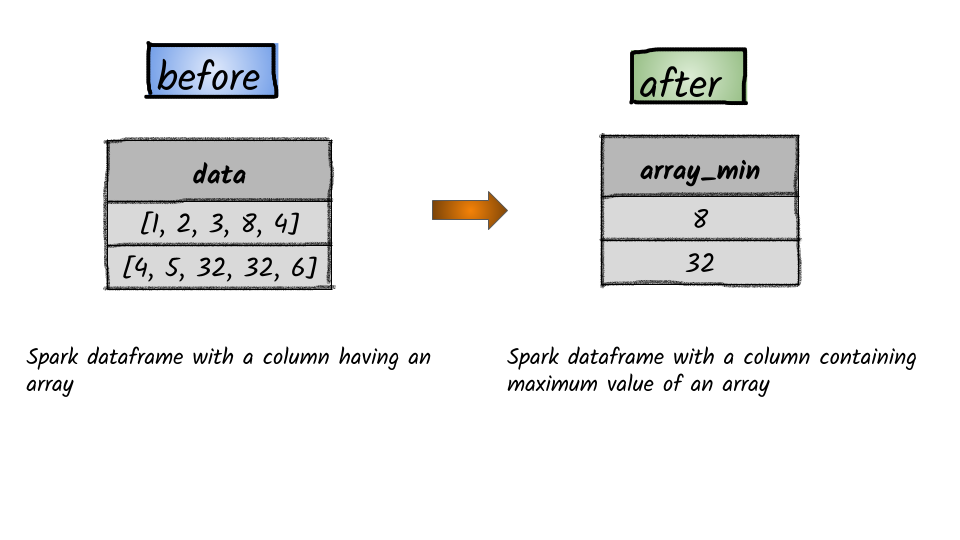 before
after
data
[1, 2, 3, 8, 4]
[4, 5, 32, 32, 6]
array_min
8
32
Spark dataframe with a column having an
array
Spark dataframe with a column containing
maximum value of an array